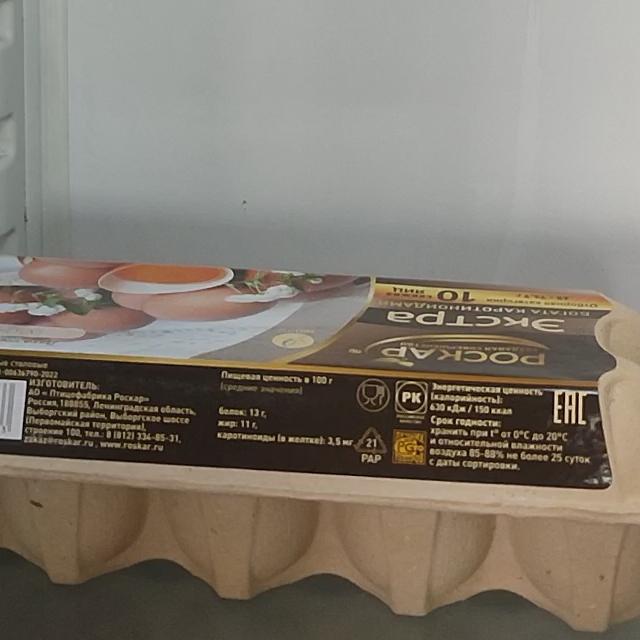 РОСКАР
ЭКСТРА
БОГАТА КАРОТИНОИДАМИ
10 ЯИЦ
ИЗГОТОВИТЕЛЬ:
АО « Птицефабрика Роскар»
Россия, 188855, Ленинградская область,
Выборгский район, Выборгское шоссе
(Первомайская территория),
строение 100, тел.: 8 (812) 334-85-31,
zakaz@roskar.ru , www.roskar.ru
Пищевая ценность в 100 г
(средние значения)
белок: 13 г,
жир: 11 г,
каротиноиды (в желтке): 3,5 мг
21
PAP
РК
Энергетическая ценность
(калорийность):
630 кДж / 150 ккал
Срок годности:
хранить при t° от 0°С до 20°С
и относительной влажности
воздуха 85-88% не более 25 суток
с даты сортировки.
EAC